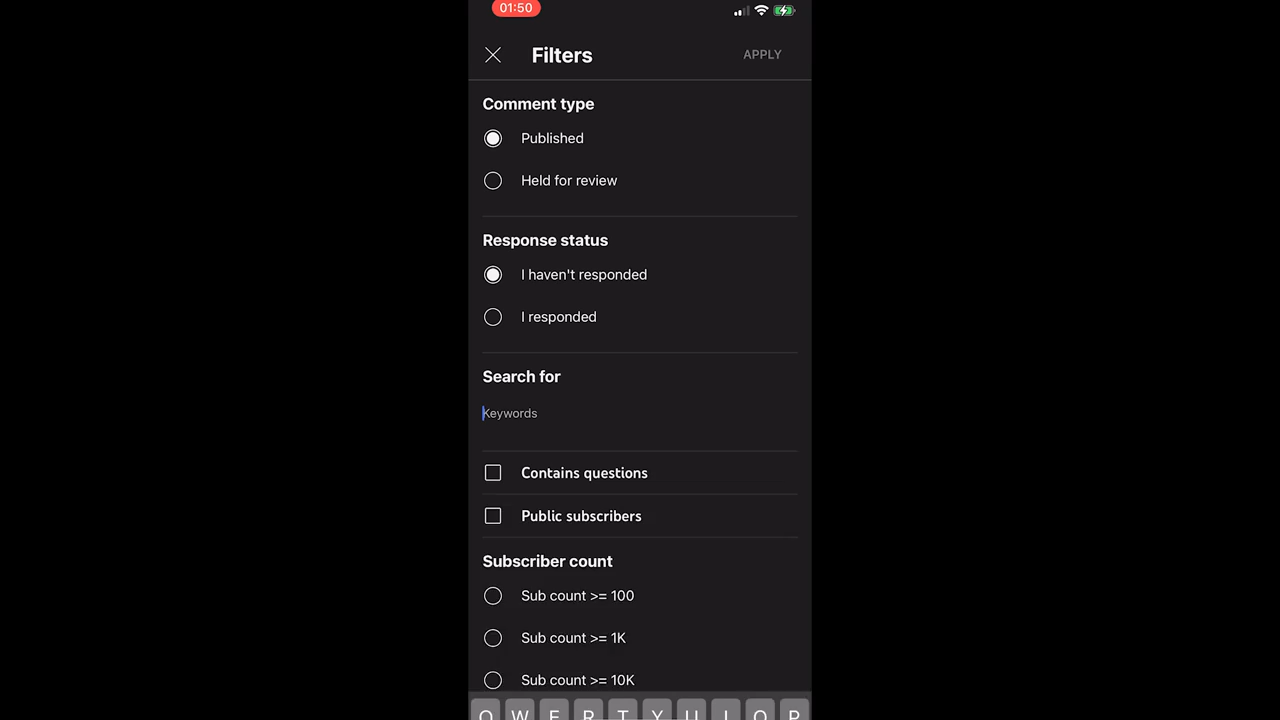 01:50
Filters
APPLY
Comment type
Published
Held for review
Response status
I haven't responded
I responded
Search for
Keywords
Contains questions
Public subscribers
Subscriber count
Sub count >= 100
Sub count >= 1K
Sub count >= 10K
Q W E R T Y U I O P